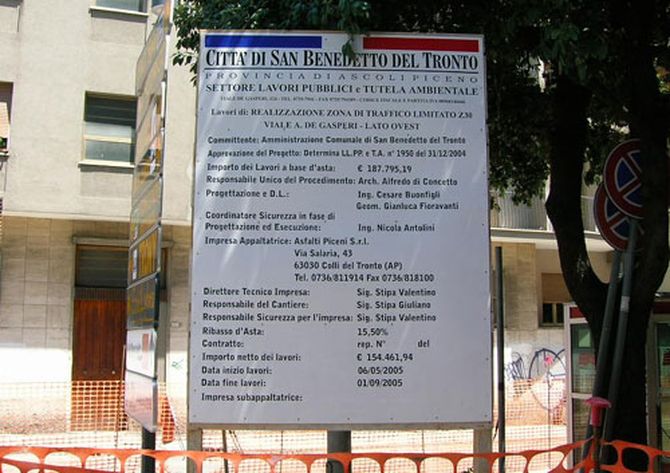 CITTA' DI SAN BENEDETTO DEL TRONTO
PROVINCIA DI ASCOLI PICENO
SETTORE LAVORI PUBBLICI e TUTELA AMBIENTALE
Lavori di: REALIZZAZIONE ZONA DI TRAFFICO LIMITATO Z30
VIALE A. DE GASPERI - LATO OVEST
Committente: Amministrazione Comunale di San Benedetto del Tronto
Approvazione del Progetto: Determina LL.PP. e T.A. n° 1950 del 31/12/2004
Importo dei Lavori a base d'asta: € 187.795,19
Responsabile Unico del Procedimento: Arch. Alfredo di Concetto
Progettazione e D.L.: Ing. Cesare Buonfigli
Geom. Gianluca Fioravanti
Coordinatore Sicurezza in fase di
Progettazione ed Esecuzione: Ing. Nicola Antolini
Impresa Appaltatrice: Asfalti Piceni S.r.l.
Via Salaria, 43
63030 Colli del Tronto (AP)
Tel. 0736/811914 Fax 0736/818100
Direttore Tecnico Impresa: Sig. Stipa Valentino
Responsabile del Cantiere: Sig. Stipa Giuliano
Responsabile Sicurezza per l'impresa: Sig. Stipa Valentino
Ribasso d'Asta: 15,50%
Contratto: rep. N° del
Importo netto dei lavori: € 154.461,94
Data inizio lavori: 06/05/2005
Data fine lavori: 01/09/2005
Impresa subappaltatrice: